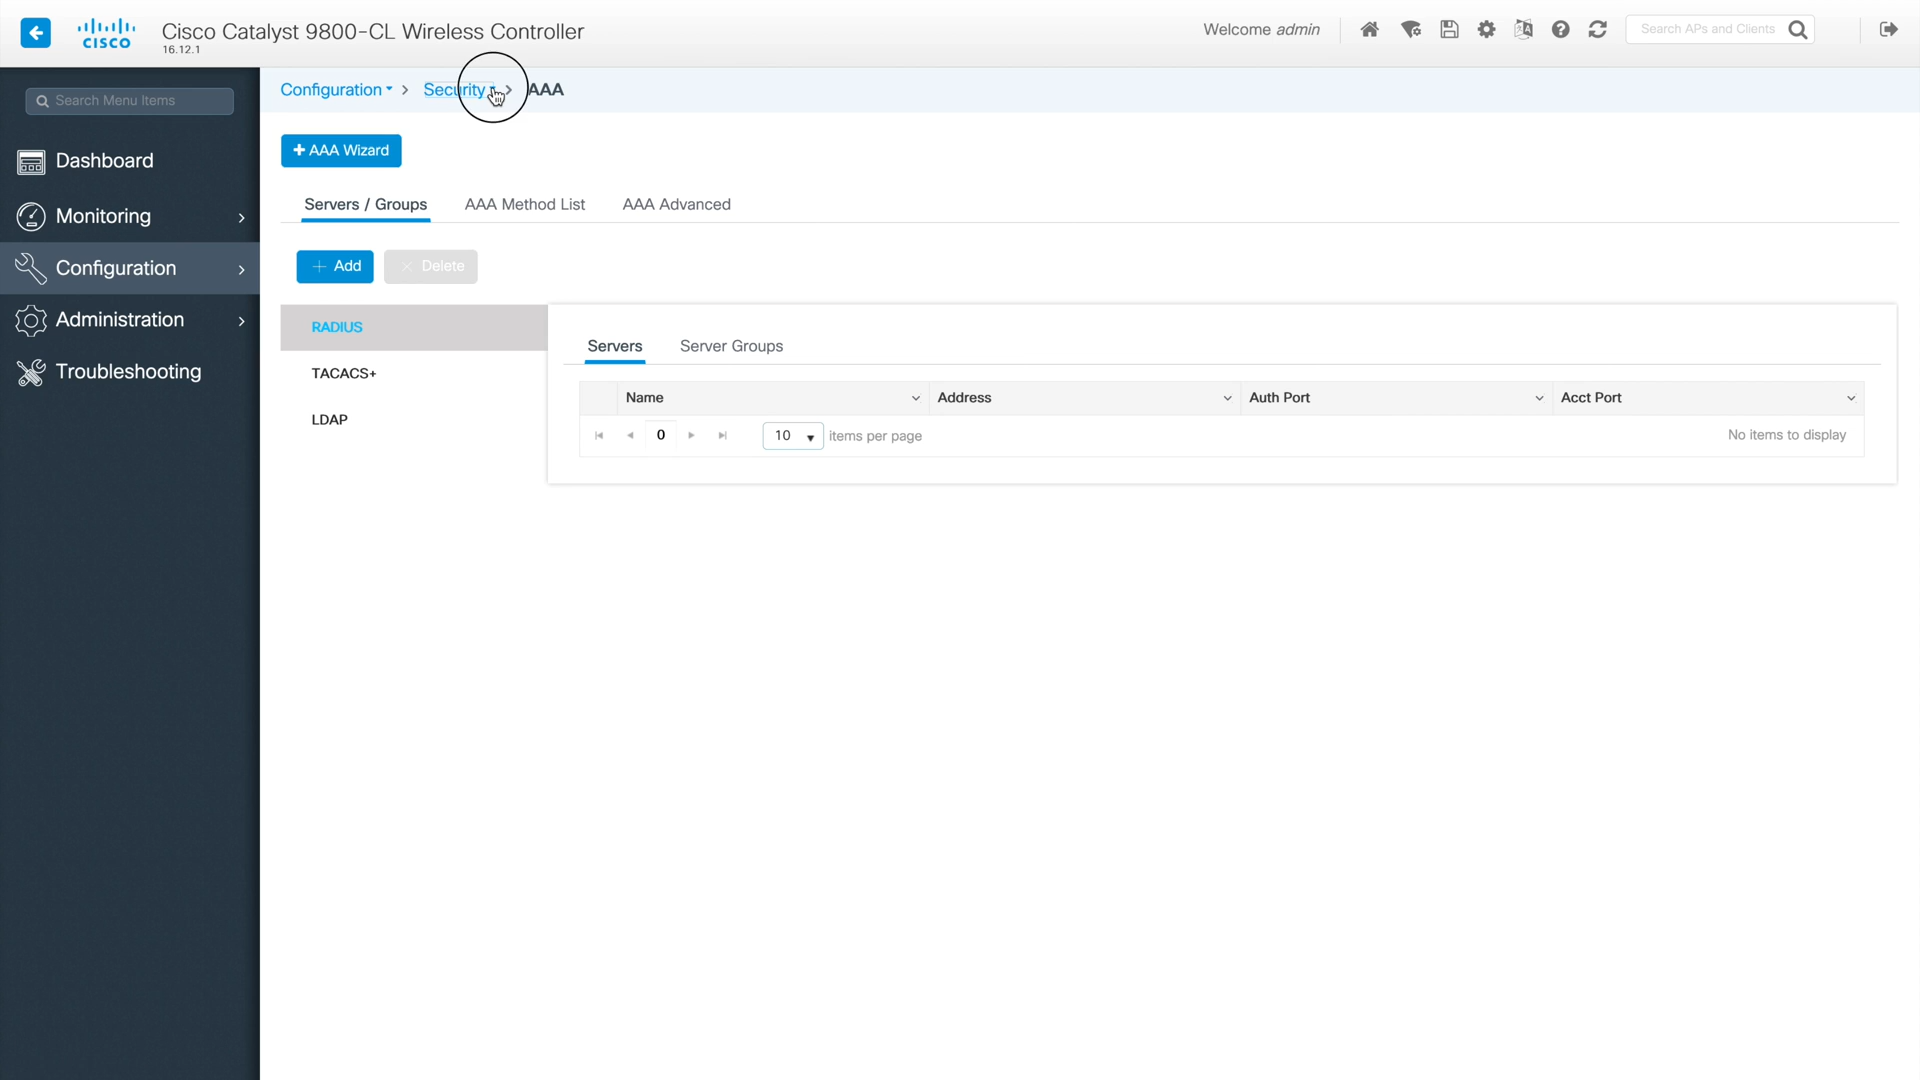 CISCO
Cisco Catalyst 9800-CL Wireless Controller
16.12.1
Welcome admin
Search APs and Clients
Search Menu Items
Configuration > Security > AAA
Dashboard
Monitoring
Configuration
Administration
Troubleshooting
+ AAA Wizard
Servers / Groups AAA Method List AAA Advanced
+ Add × Delete
RADIUS
TACACS+
LDAP
Servers Server Groups
Name Address Auth Port Acct Port
0 10 items per page No items to display